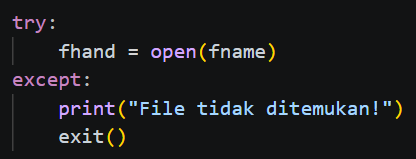 try:
    fhand = open(fname)
except:
    print("File tidak ditemukan!")
    exit()